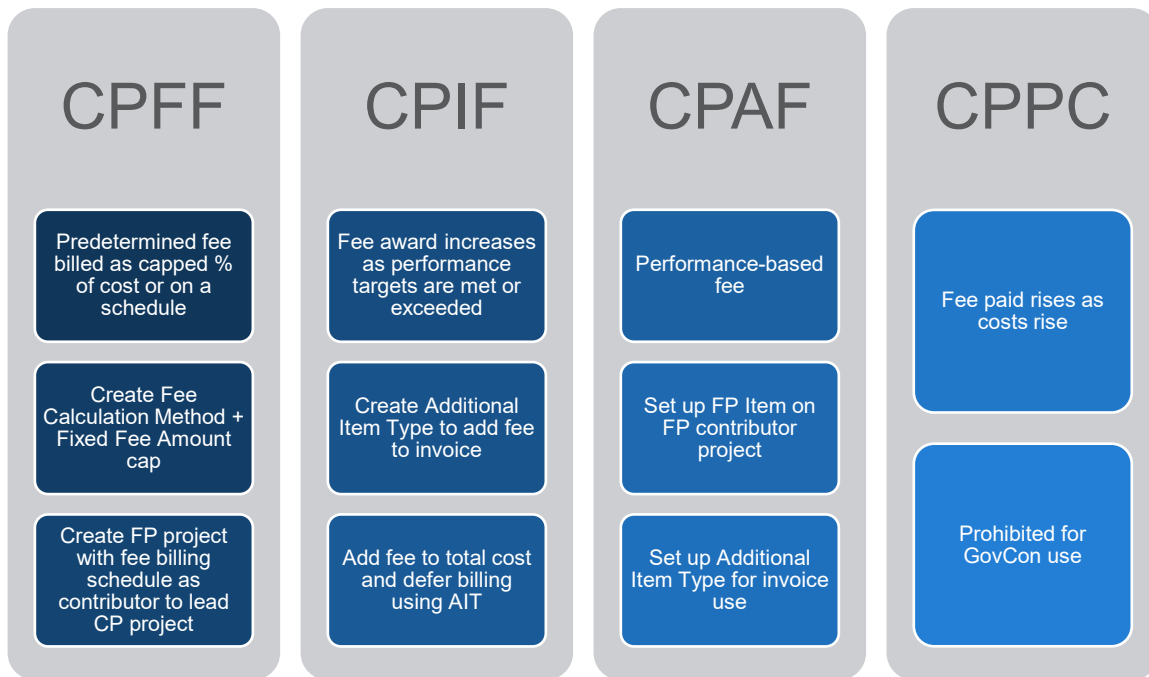 CPFF
Predetermined fee
billed as capped %
of cost or on a
schedule
Create Fee
Calculation Method +
Fixed Fee Amount
cap
Create FP project
with fee billing
schedule as
contributor to lead
CP project
CPIF
Fee award increases
as performance
targets are met or
exceeded
Create Additional
Item Type to add fee
to invoice
Add fee to total cost
and defer billing
using AIT
CPAF
Performance-based
fee
Set up FP Item on
FP contributor
project
Set up Additional
Item Type for invoice
use
CPPC
Fee paid rises as
costs rise
Prohibited for
GovCon use